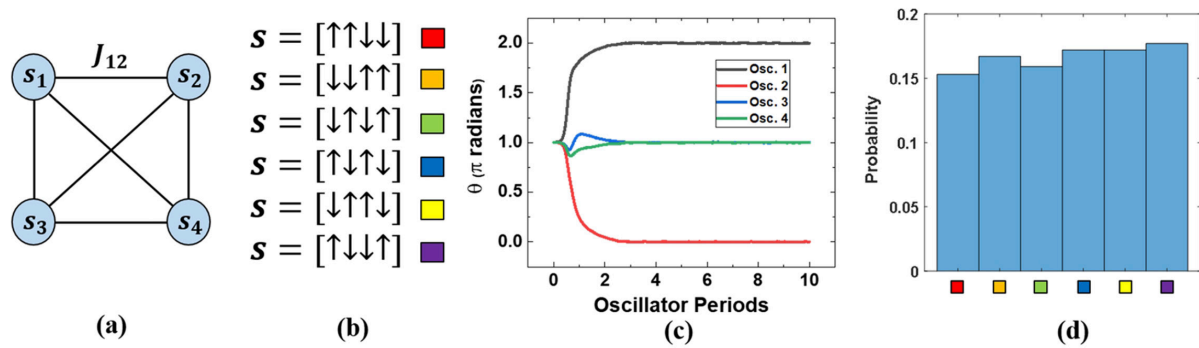 J₁₂
s₁
s₂
s₃
s₄
(a)
s = [↑↑↓↓]
s = [↓↓↑↑]
s = [↓↑↓↑]
s = [↑↓↑↓]
s = [↓↑↑↓]
s = [↑↓↓↑]
(b)
θ (π radians)
2.0
1.5
1.0
0.5
0.0
Osc. 1
Osc. 2
Osc. 3
Osc. 4
0 2 4 6 8 10
Oscillator Periods
(c)
Probability
0.2
0.15
0.1
0.05
0
(d)